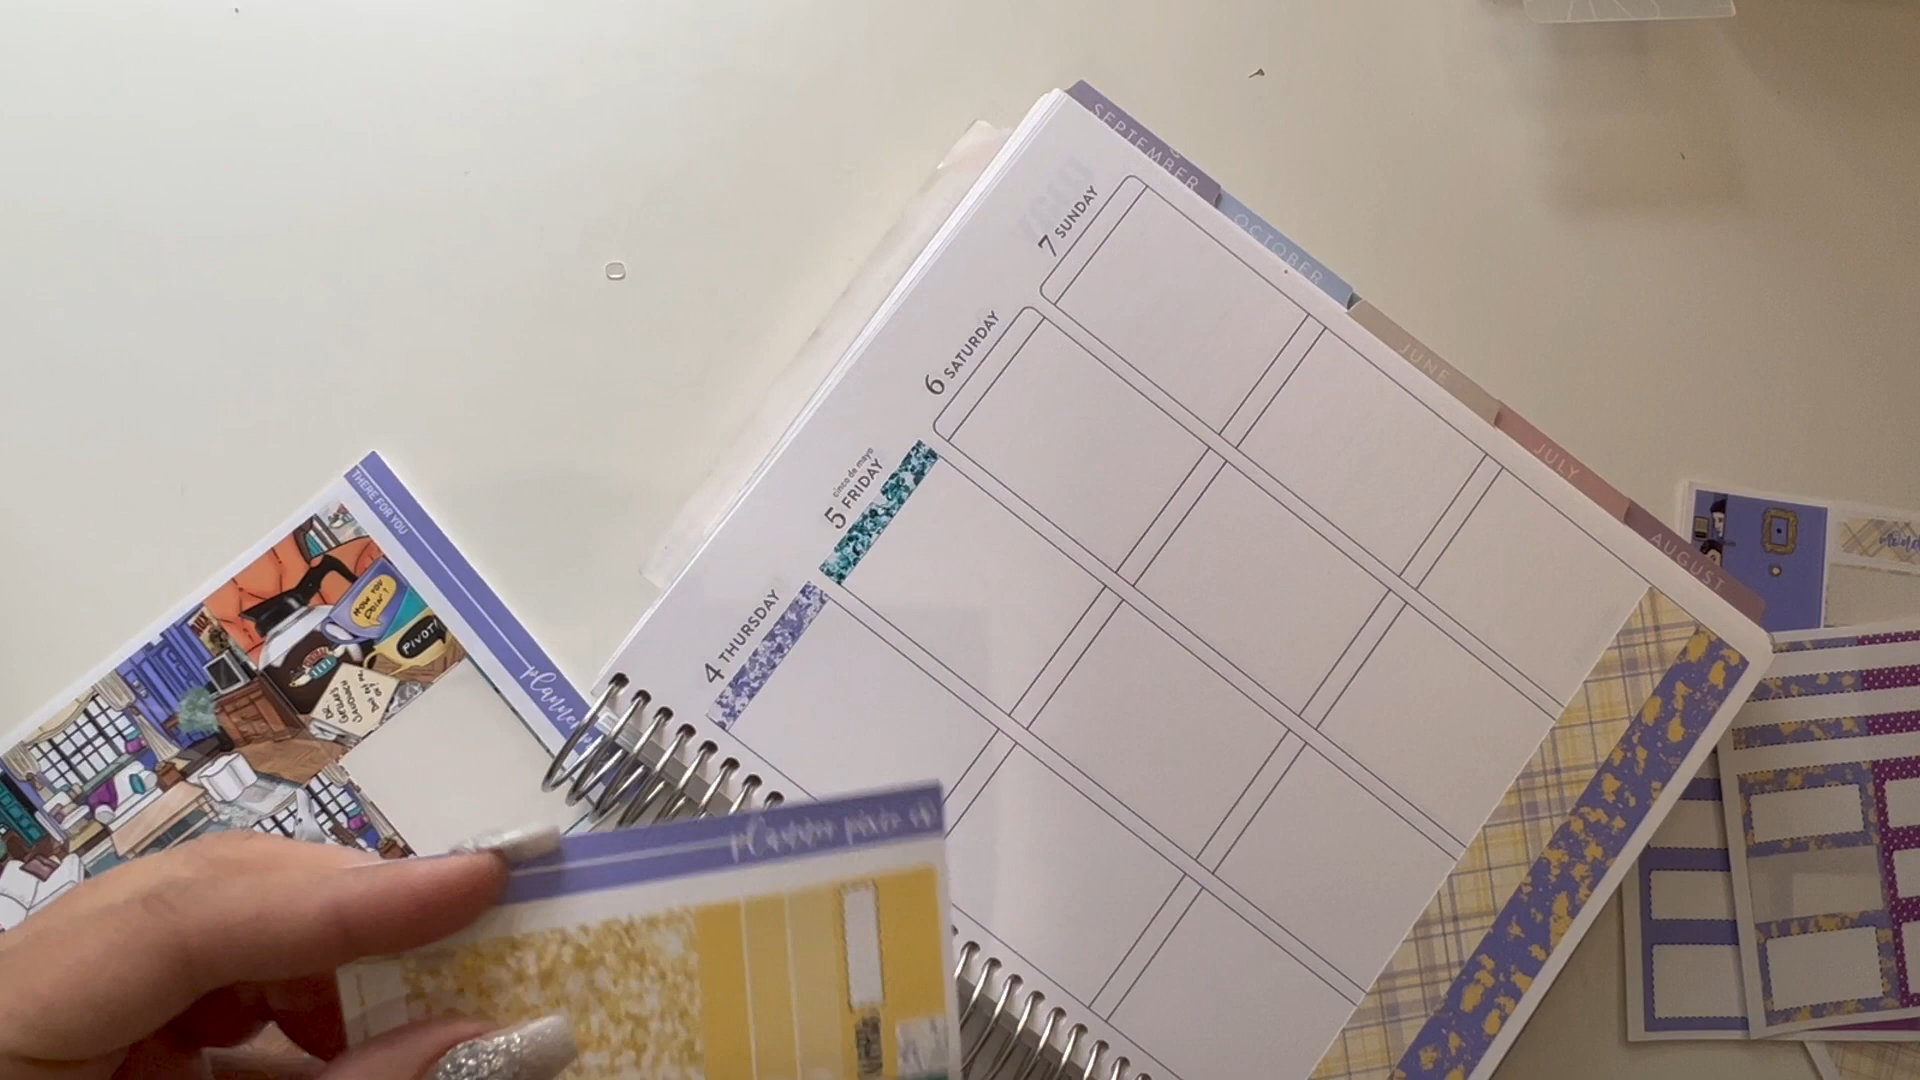 SEPTEMBER
OCTOBER
JUNE
JULY
AUGUST
7 SUNDAY
6 SATURDAY
cinco de mayo
5 FRIDAY
4 THURSDAY
THERE FOR YOU
planner
HOW YOU DOIN'?
PIVOT!